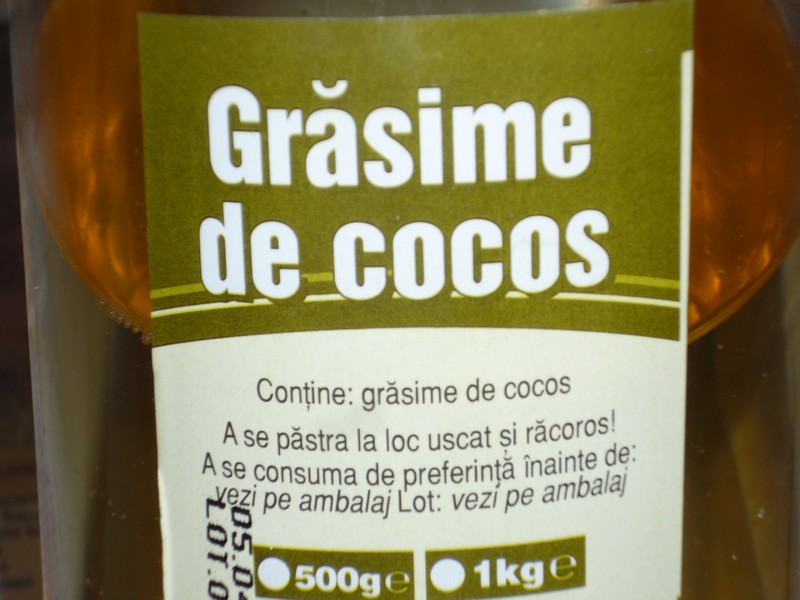 Grăsime
de cocos
Conține: grăsime de cocos
A se păstra la loc uscat și răcoros!
A se consuma de preferință înainte de:
vezi pe ambalaj Lot: vezi pe ambalaj
500g e
1kg e